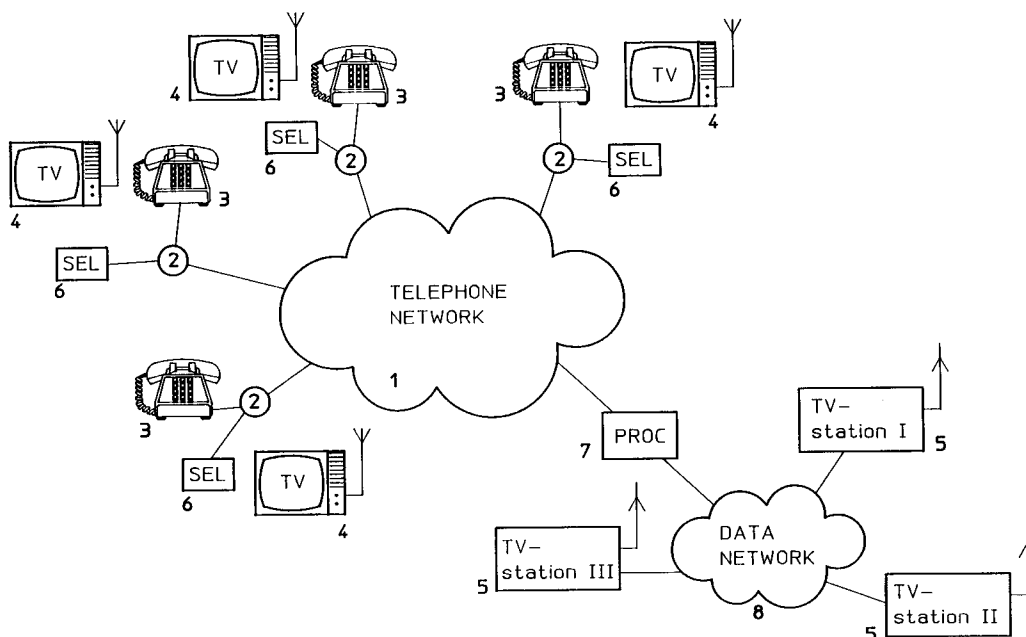 TV
4
3
SEL
6
2
TV
3
4
2
SEL
6
TV
4
3
SEL
6
2
TELEPHONE
NETWORK
1
3
2
SEL
6
TV
4
7
PROC
TV-
station I
5
TV-
station III
5
DATA
NETWORK
8
TV-
station II
5